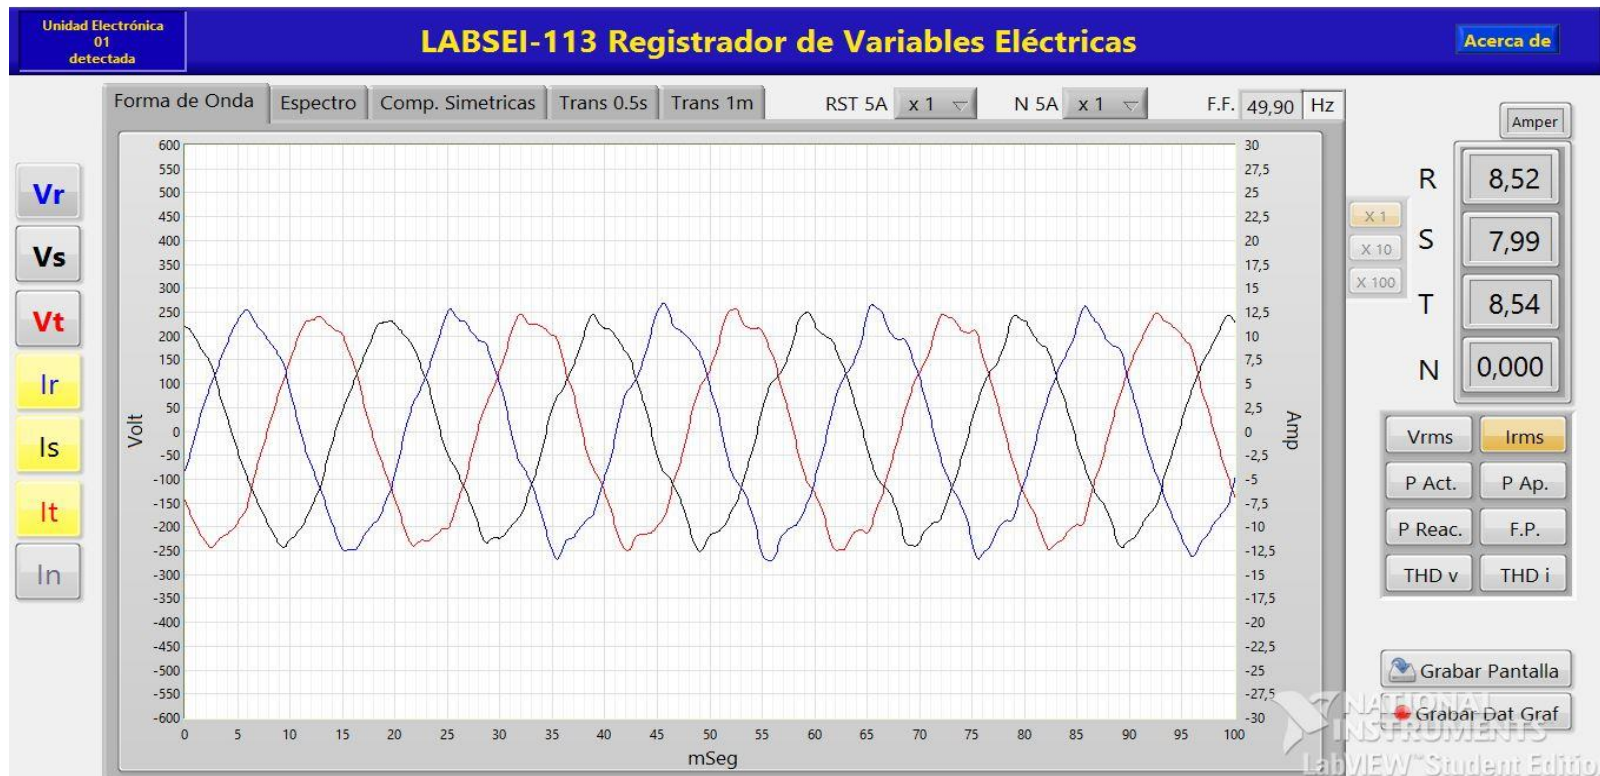 Unidad Electrónica
01
detectada
LABSEI-113 Registrador de Variables Eléctricas
Acerca de
Forma de Onda
Espectro
Comp. Simetricas
Trans 0.5s
Trans 1m
RST 5A x 1
N 5A x 1
F.F. 49,90 Hz
Amper
Vr
Vs
Vt
Ir
Is
It
In
Volt
600
550
500
450
400
350
300
250
200
150
100
50
0
-50
-100
-150
-200
-250
-300
-350
-400
-450
-500
-550
-600
30
27,5
25
22,5
20
17,5
15
12,5
10
7,5
5
2,5
0
-2,5
-5
-7,5
-10
-12,5
-15
-17,5
-20
-22,5
-25
-27,5
-30
Amp
0 5 10 15 20 25 30 35 40 45 50 55 60 65 70 75 80 85 90 95 100
mSeg
X 1
X 10
X 100
R 8,52
S 7,99
T 8,54
N 0,000
Vrms Irms
P Act. P Ap.
P Reac. F.P.
THD v THD i
Grabar Pantalla
Grabar Dat Graf
NATIONAL
INSTRUMENTS
LabVIEW™ Student Editio